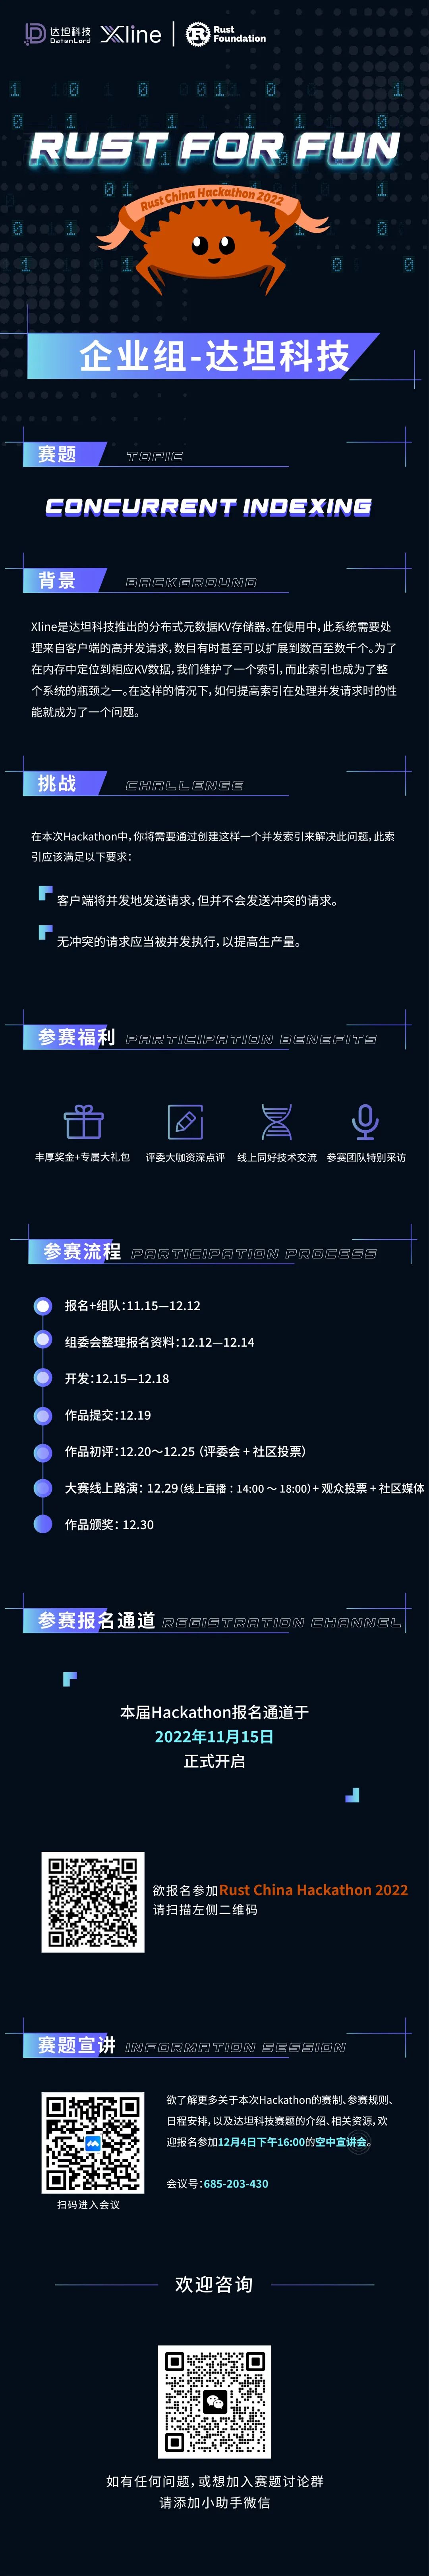 达坦科技
DatenLord
Xline
Rust
Foundation
RUST FOR FUN
Rust China Hackathon 2022
企业组-达坦科技
赛题
TOPIC
CONCURRENT INDEXING
背景
BACKGROUND
Xline是达坦科技推出的分布式元数据KV存储器。在使用中，此系统需要处
理来自客户端的高并发请求，数目有时甚至可以扩展到数百至数千个。为了
在内存中定位到相应KV数据，我们维护了一个索引，而此索引也成为了整
个系统的瓶颈之一。在这样的情况下，如何提高索引在处理并发请求时的性
能就成为了一个问题。
挑战
CHALLENGE
在本次Hackathon中，你将需要通过创建这样一个并发索引来解决此问题，此索
引应该满足以下要求：
客户端将并发地发送请求，但并不会发送冲突的请求。
无冲突的请求应当被并发执行，以提高生产量。
参赛福利
PARTICIPATION BENEFITS
丰厚奖金+专属大礼包
评委大咖资深点评
线上同好技术交流
参赛团队特别采访
参赛流程
PARTICIPATION PROCESS
报名+组队：11.15—12.12
组委会整理报名资料：12.12—12.14
开发：12.15—12.18
作品提交：12.19
作品初评：12.20～12.25（评委会 + 社区投票）
大赛线上路演：12.29（线上直播：14:00 ～ 18:00）+ 观众投票 + 社区媒体
作品颁奖：12.30
参赛报名通道
REGISTRATION CHANNEL
本届Hackathon报名通道于
2022年11月15日
正式开启
欲报名参加Rust China Hackathon 2022
请扫描左侧二维码
赛题宣讲
INFORMATION SESSION
欲了解更多关于本次Hackathon的赛制、参赛规则、
日程安排，以及达坦科技赛题的介绍、相关资源，欢
迎报名参加12月4日下午16:00的空中宣讲会。
会议号：685-203-430
扫码进入会议
欢迎咨询
如有任何问题，或想加入赛题讨论群
请添加小助手微信